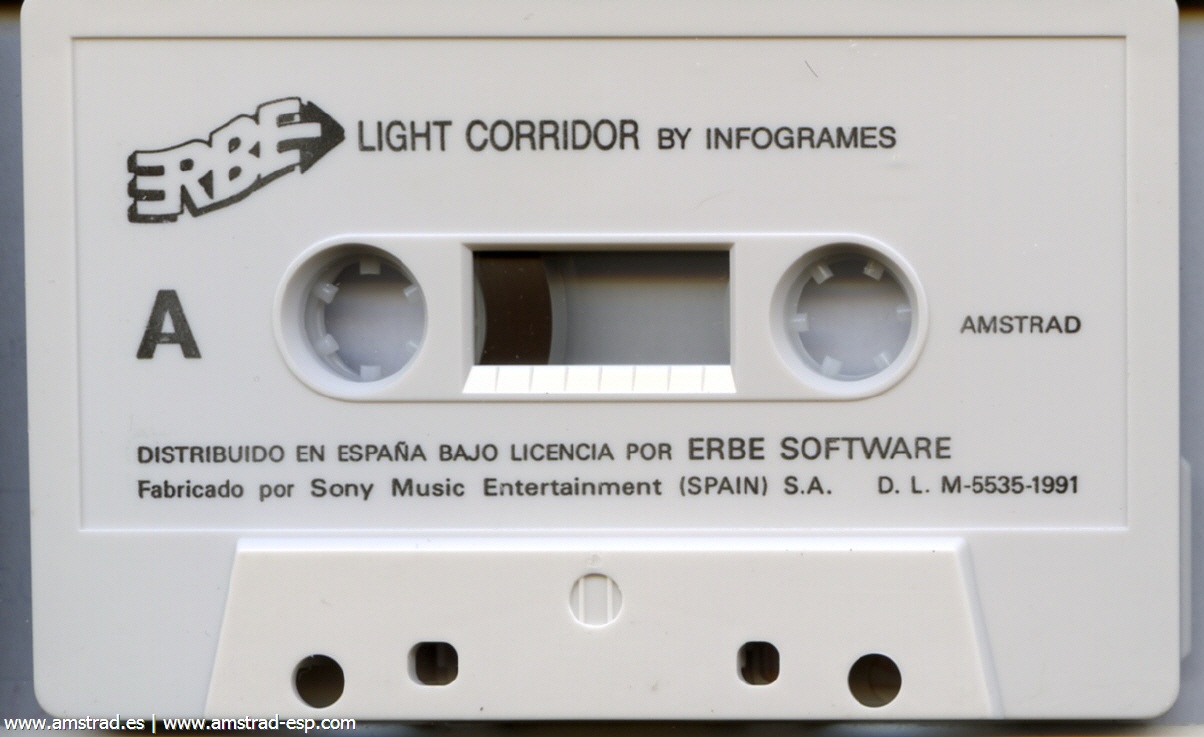 ERBE LIGHT CORRIDOR BY INFOGRAMES
A
AMSTRAD
DISTRIBUIDO EN ESPAÑA BAJO LICENCIA POR ERBE SOFTWARE
Fabricado por Sony Music Entertainment (SPAIN) S.A. D. L. M-5535-1991
www.amstrad.es | www.amstrad-esp.com